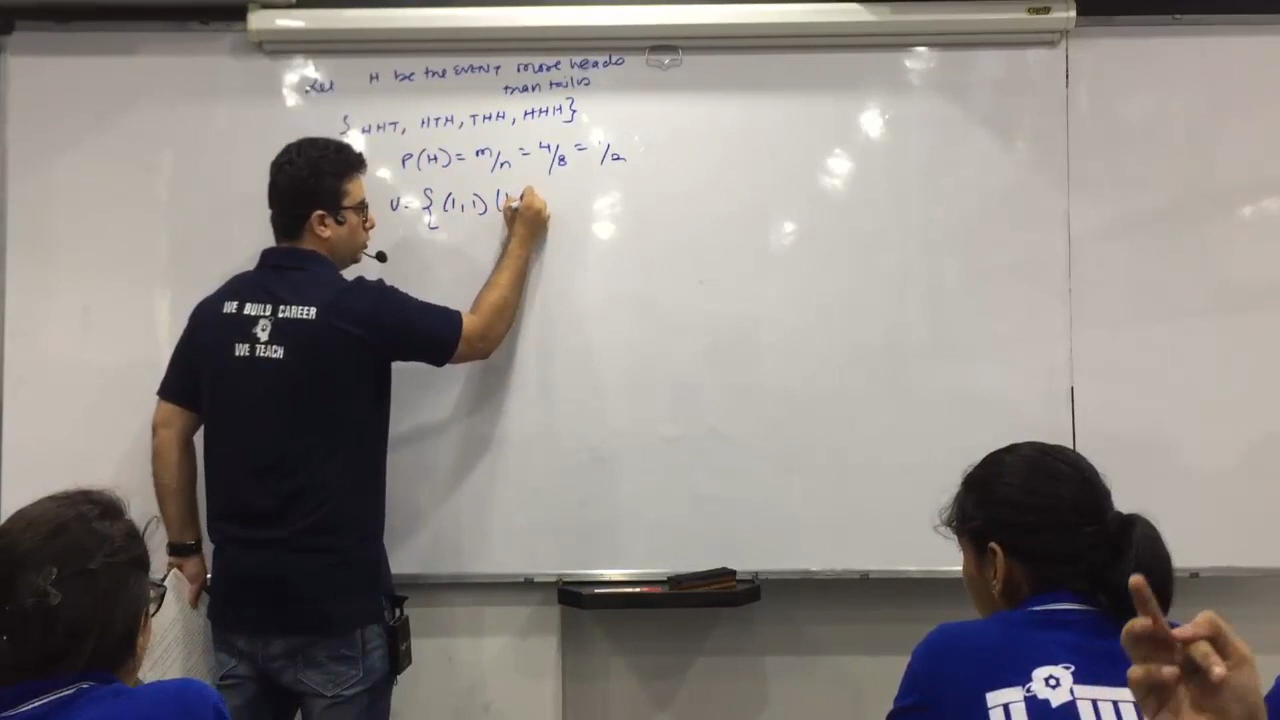 Let H be the EVENT more heads
than tails
{ HHT, HTH, THH, HHH}
P(H) = m/n = 4/8 = 1/2
U = { (1,1) (1
WE BUILD CAREER
WE TEACH